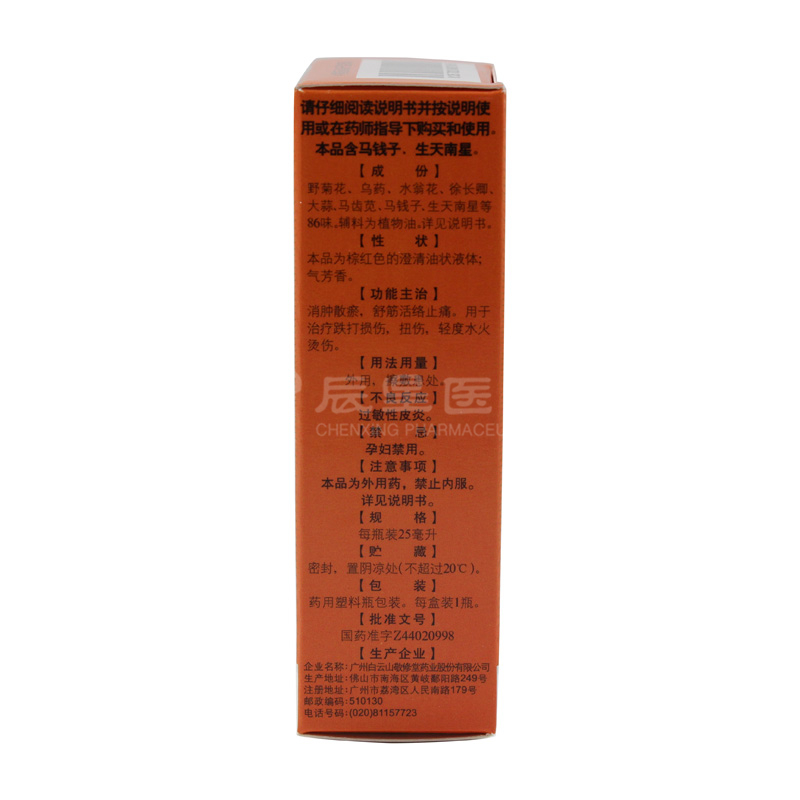 请仔细阅读说明书并按说明使
用或在药师指导下购买和使用。
本品含马钱子、生天南星。
【成 份】
野菊花、乌药、水翁花、徐长卿、
大蒜、马齿苋、马钱子、生天南星等
86味，辅料为植物油。详见说明书。
【性 状】
本品为棕红色的澄清油状液体；
气芳香。
【功能主治】
消肿散瘀，舒筋活络止痛。用于
治疗跌打损伤，扭伤，轻度水火
烫伤。
【用法用量】
外用，擦敷患处。
【不良反应】
过敏性皮炎。
【禁 忌】
孕妇禁用。
【注意事项】
本品为外用药，禁止内服。
详见说明书。
【规 格】
每瓶装25毫升
【贮 藏】
密封，置阴凉处(不超过20℃)。
【包 装】
药用塑料瓶包装。每盒装1瓶。
【批准文号】
国药准字Z44020998
【生产企业】
企业名称：广州白云山敬修堂药业股份有限公司
生产地址：佛山市南海区黄岐鄱阳路249号
注册地址：广州市荔湾区人民南路179号
邮政编码：510130
电话号码：(020)81157723
辰星医
CHENXING PHARMACEU